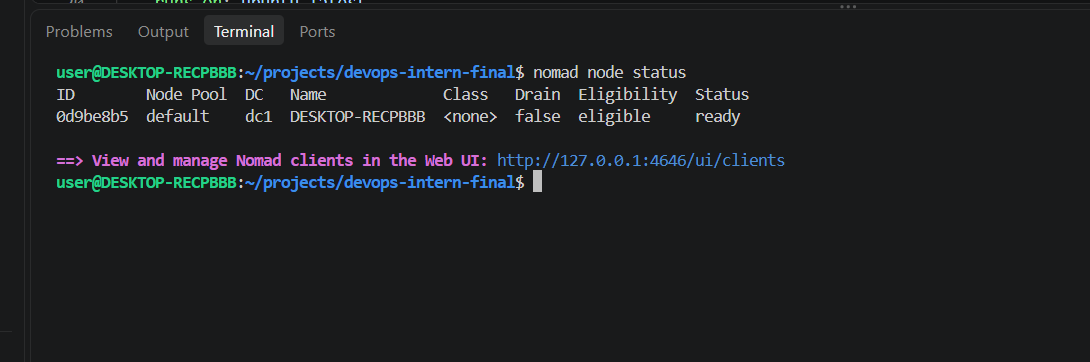 Problems Output Terminal Ports
user@DESKTOP-RECPBBB:~/projects/devops-intern-final$ nomad node status
ID        Node Pool  DC   Name             Class   Drain  Eligibility  Status
0d9be8b5  default    dc1  DESKTOP-RECPBBB  <none>  false  eligible     ready
==> View and manage Nomad clients in the Web UI: http://127.0.0.1:4646/ui/clients
user@DESKTOP-RECPBBB:~/projects/devops-intern-final$